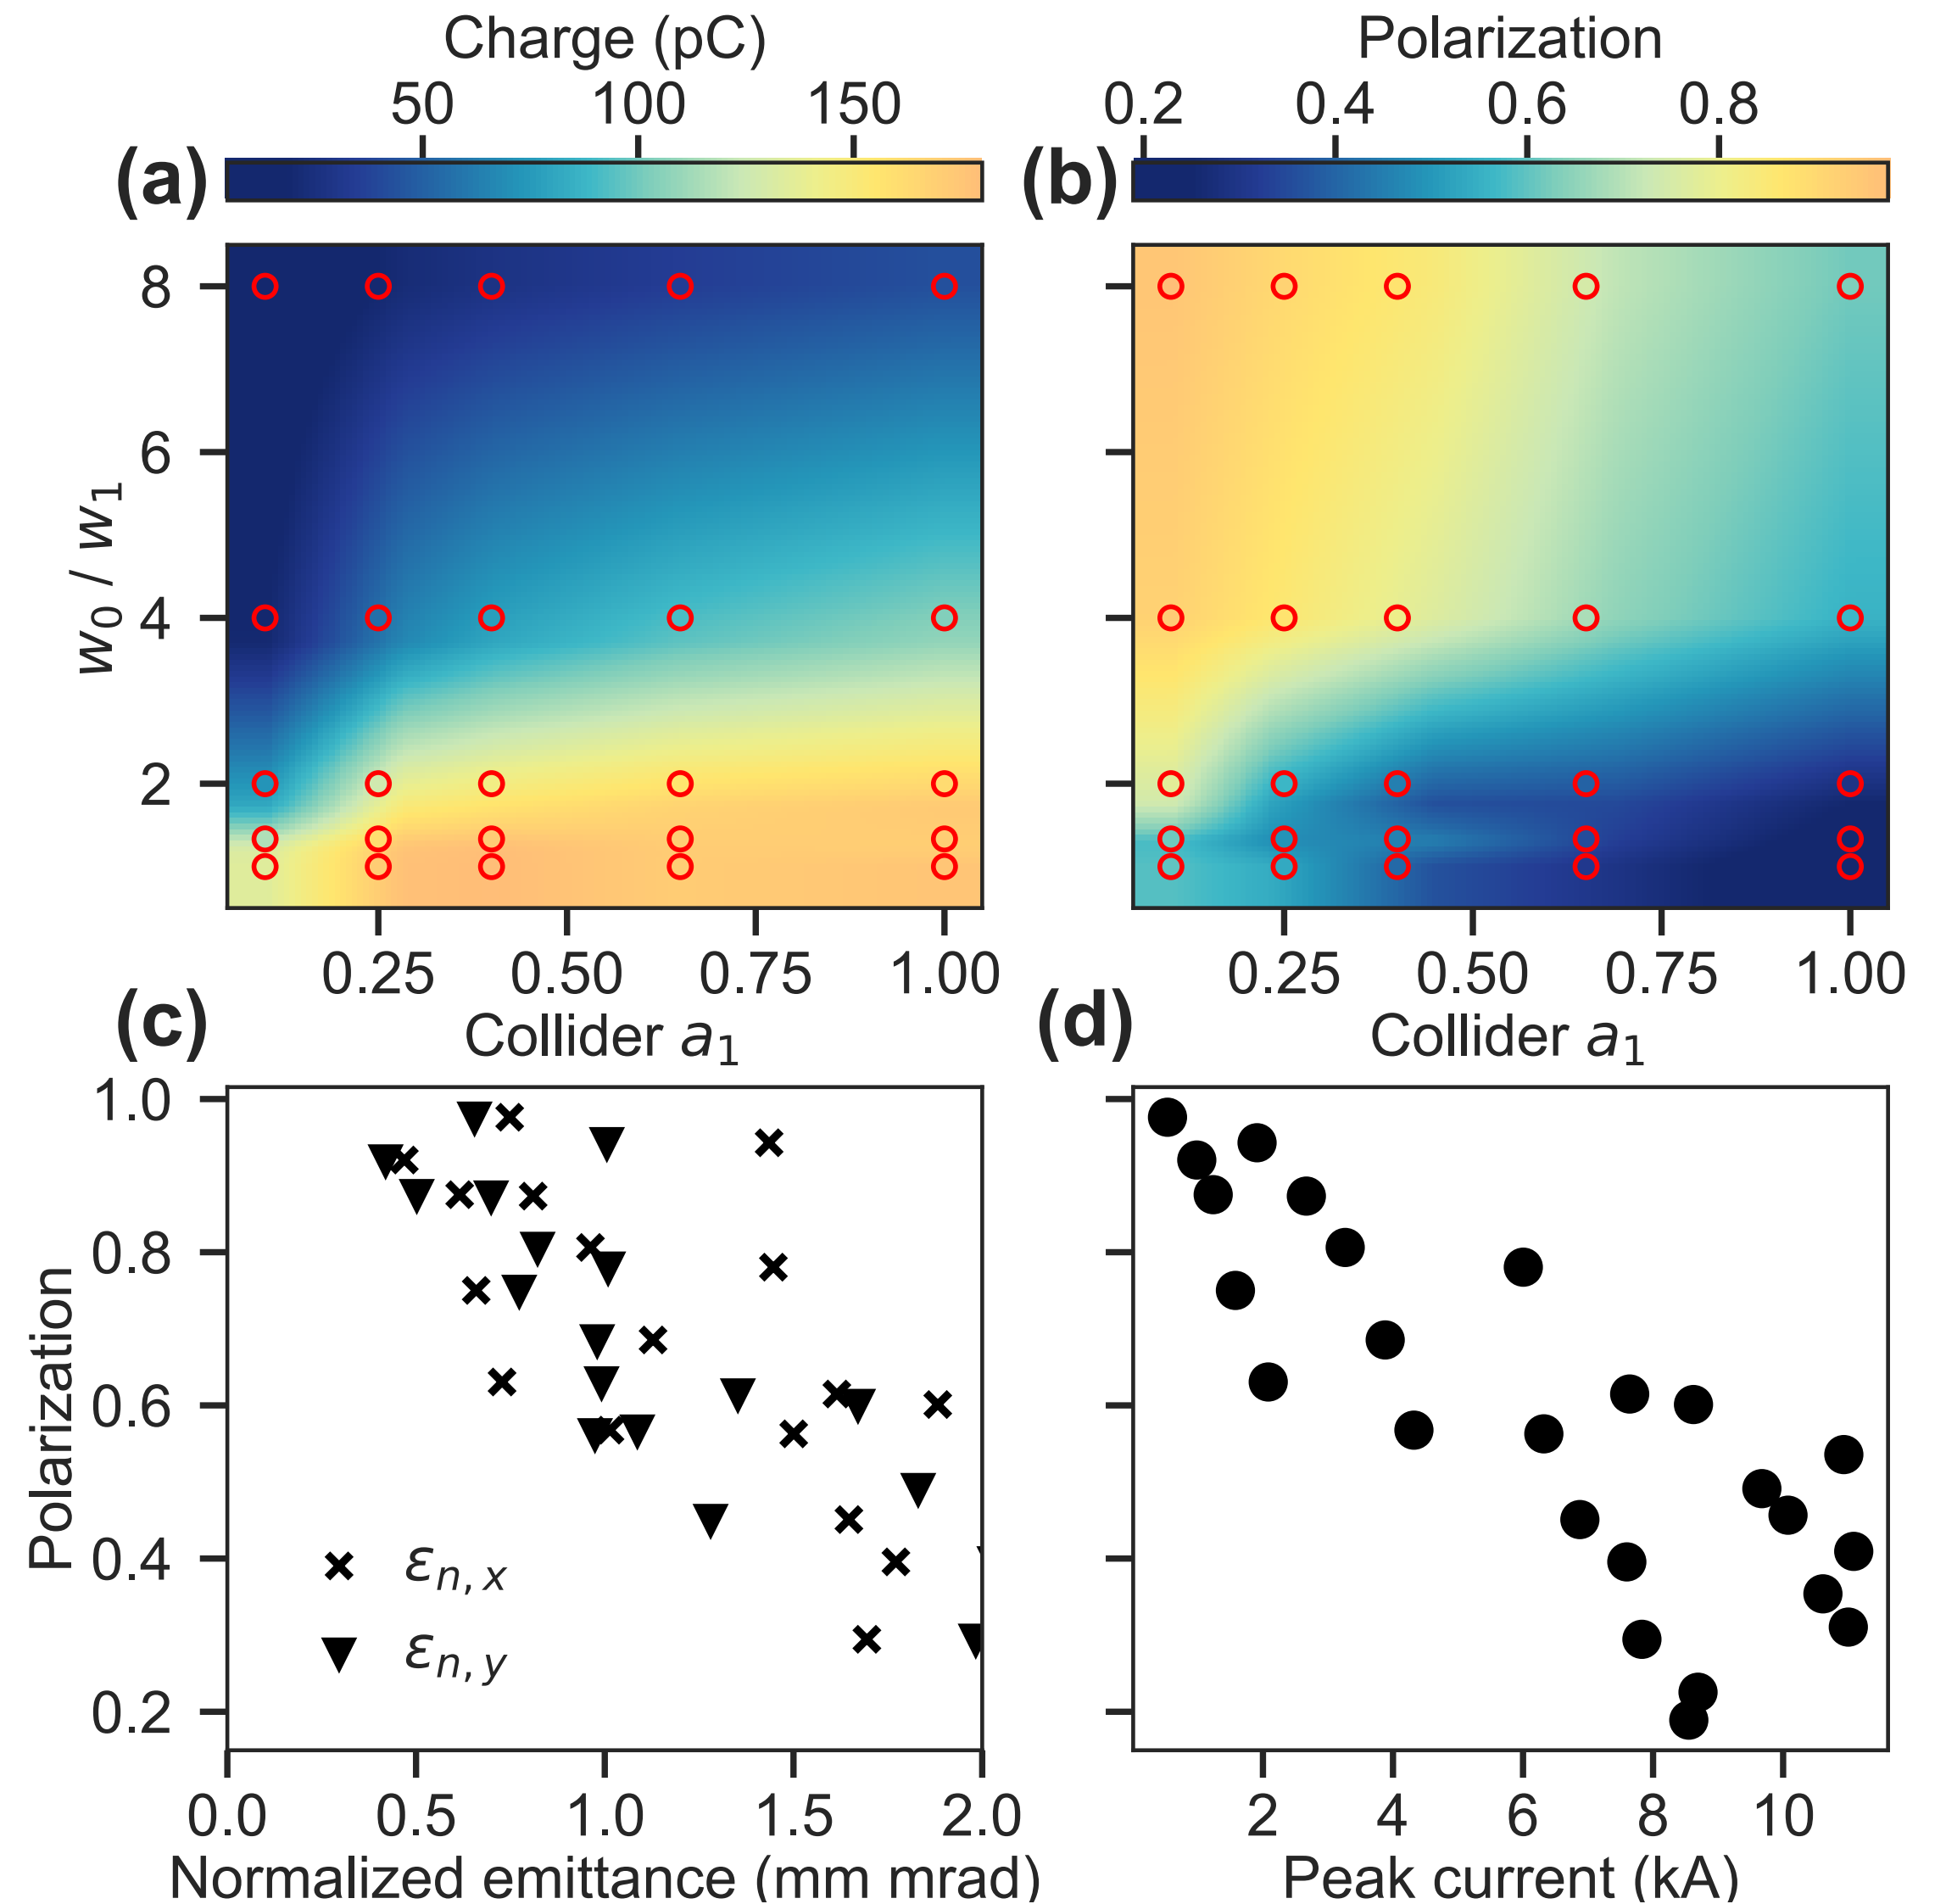 Charge (pC)
Polarization
50 100 150
0.2 0.4 0.6 0.8
(a)
(b)
8
6
4
2
w₀ / w₁
0.25 0.50 0.75 1.00
0.25 0.50 0.75 1.00
Collider a₁
Collider a₁
(c)
(d)
1.0
0.8
0.6
0.4
0.2
Polarization
εₙ,ₓ
ε_{n,y}
0.0 0.5 1.0 1.5 2.0
2 4 6 8 10
Normalized emittance (mm mrad)
Peak current (kA)